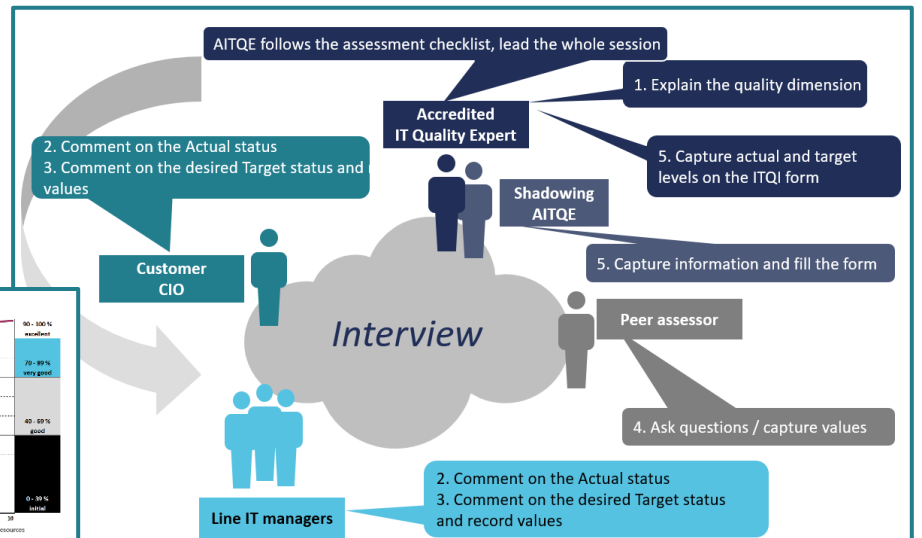 AITQE follows the assessment checklist, lead the whole session
1. Explain the quality dimension
Accredited
IT Quality Expert
2. Comment on the Actual status
3. Comment on the desired Target status and
values
5. Capture actual and target
levels on the ITQI form
Shadowing
AITQE
5. Capture information and fill the form
Customer
CIO
Peer assessor
Interview
90 - 100 %
excellent
70 - 89 %
very good
40 - 69 %
good
0 - 39 %
initial
10
esources
4. Ask questions / capture values
2. Comment on the Actual status
3. Comment on the desired Target status
and record values
Line IT managers